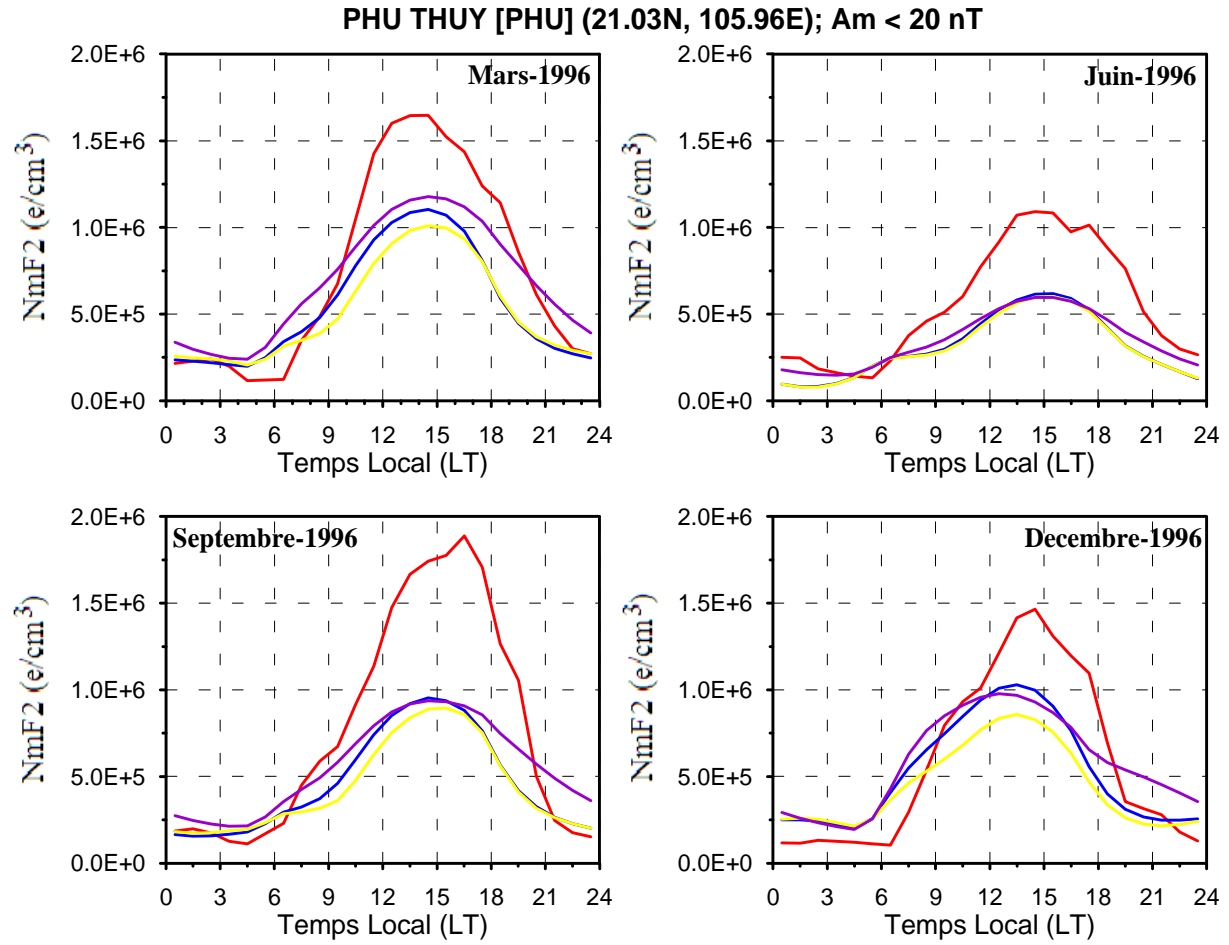 PHU THUY [PHU] (21.03N, 105.96E); Am < 20 nT
Mars-1996
2.0E+6
1.5E+6
1.0E+6
5.0E+5
0.0E+0
NmF2 (e/cm³)
0 3 6 9 12 15 18 21 24
Temps Local (LT)
Juin-1996
2.0E+6
1.5E+6
1.0E+6
5.0E+5
0.0E+0
NmF2 (e/cm³)
0 3 6 9 12 15 18 21 24
Temps Local (LT)
Septembre-1996
2.0E+6
1.5E+6
1.0E+6
5.0E+5
0.0E+0
NmF2 (e/cm³)
0 3 6 9 12 15 18 21 24
Temps Local (LT)
Decembre-1996
2.0E+6
1.5E+6
1.0E+6
5.0E+5
0.0E+0
NmF2 (e/cm³)
0 3 6 9 12 15 18 21 24
Temps Local (LT)